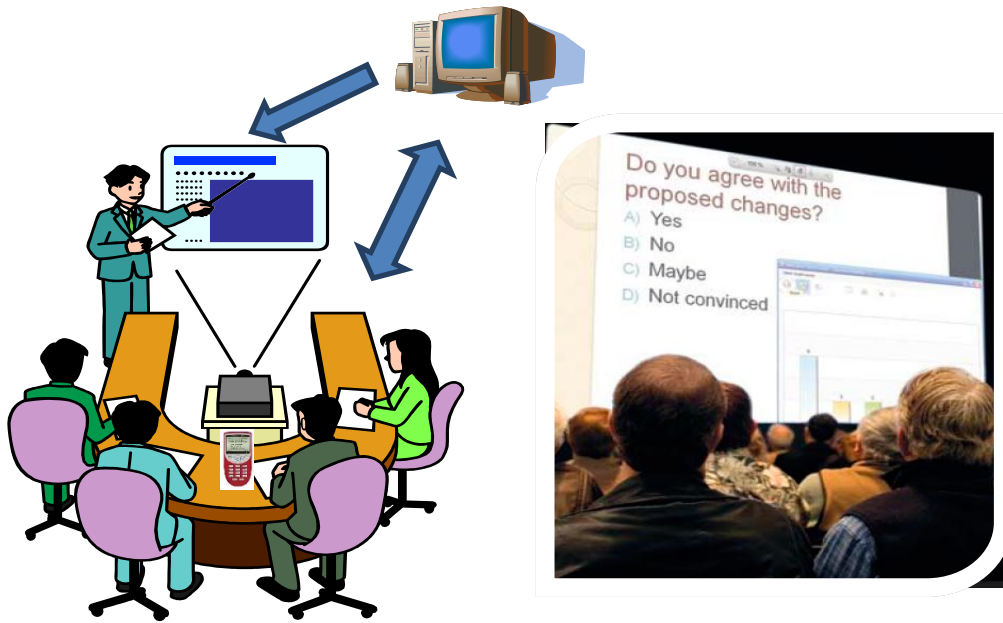 Do you agree with the
proposed changes?
A) Yes
B) No
C) Maybe
D) Not convinced